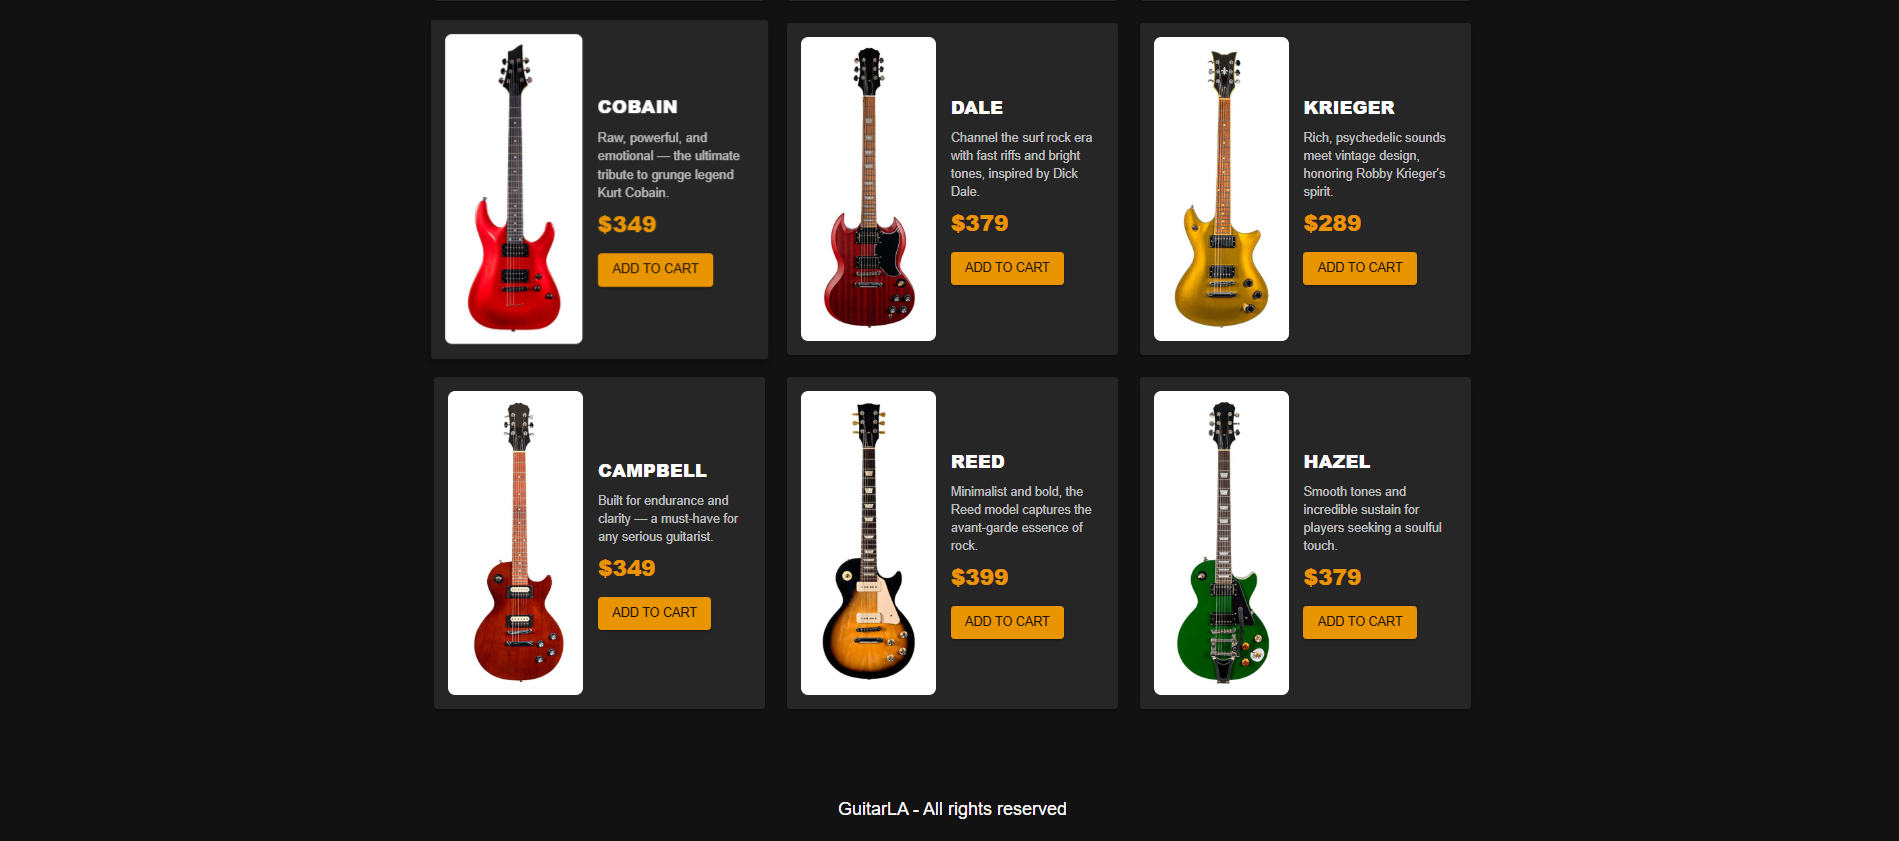 COBAIN
Raw, powerful, and
emotional — the ultimate
tribute to grunge legend
Kurt Cobain.
$349
ADD TO CART
DALE
Channel the surf rock era
with fast riffs and bright
tones, inspired by Dick
Dale.
$379
ADD TO CART
KRIEGER
Rich, psychedelic sounds
meet vintage design,
honoring Robby Krieger's
spirit.
$289
ADD TO CART
CAMPBELL
Built for endurance and
clarity — a must-have for
any serious guitarist.
$349
ADD TO CART
REED
Minimalist and bold, the
Reed model captures the
avant-garde essence of
rock.
$399
ADD TO CART
HAZEL
Smooth tones and
incredible sustain for
players seeking a soulful
touch.
$379
ADD TO CART
GuitarLA - All rights reserved